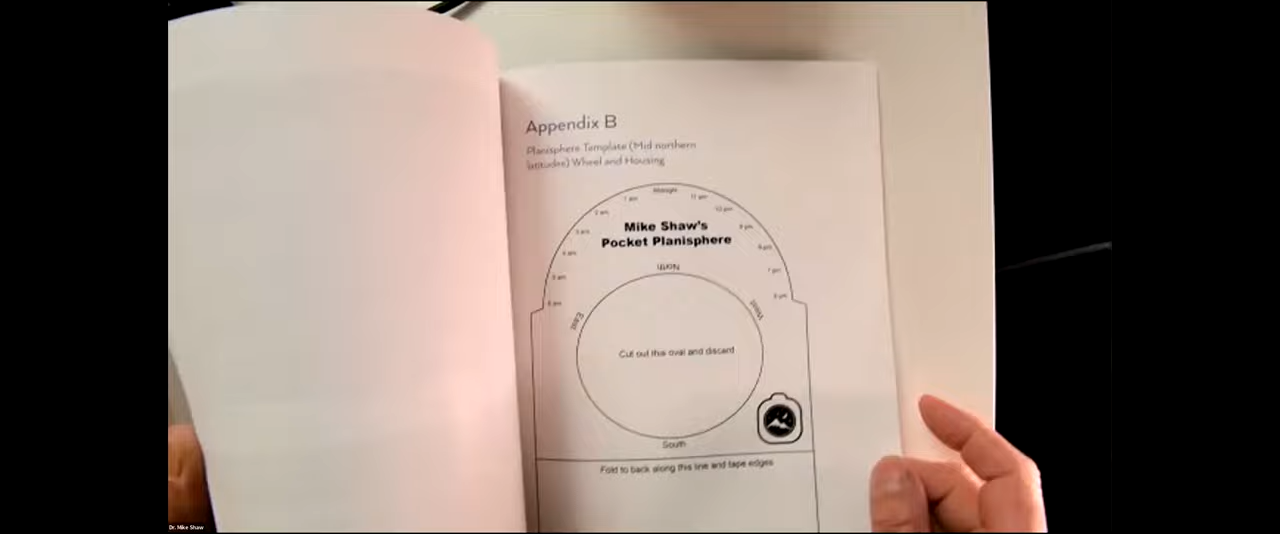 Appendix B
Planisphere Template (Mid northern
latitudes) Wheel and Housing
Midnight
1 am
11 pm
2 am
10 pm
3 am
Mike Shaw's
9 pm
Pocket Planisphere
4 am
8 pm
North
5 am
7 pm
6 am
6 pm
East
West
Cut out this oval and discard
South
Fold to back along this line and tape edges
Dr. Mike Shaw